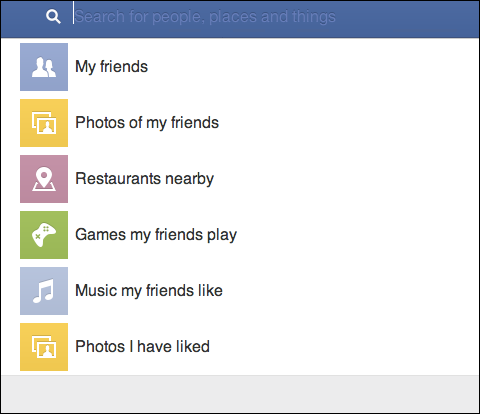 Search for people, places and things
My friends
Photos of my friends
Restaurants nearby
Games my friends play
Music my friends like
Photos I have liked